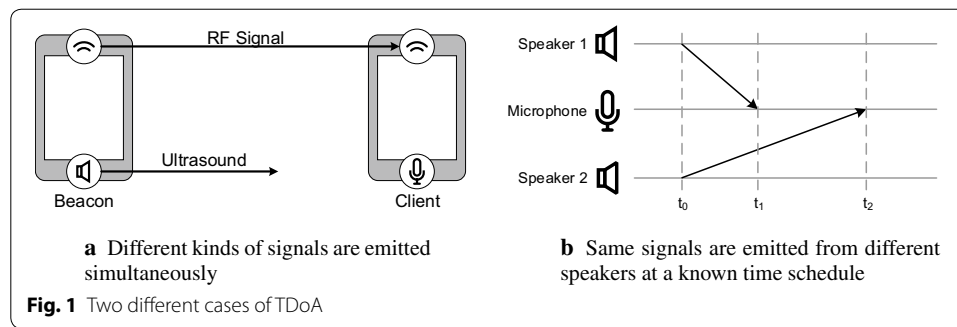 RF Signal
Ultrasound
Beacon
Client
a Different kinds of signals are emitted
simultaneously
Speaker 1
Microphone
Speaker 2
t0 t1 t2
b Same signals are emitted from different
speakers at a known time schedule
Fig. 1 Two different cases of TDoA